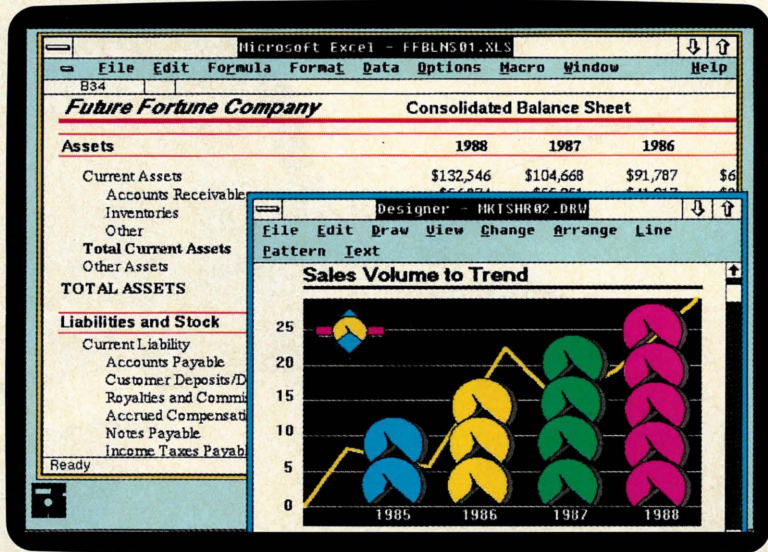 Microsoft Excel - FFBLNS01.XLS
File Edit Formula Format Data Options Macro Window Help
B34
Future Fortune Company Consolidated Balance Sheet
Assets 1988 1987 1986
Current Assets $132,546 $104,668 $91,787 $6
Accounts Receivable
Inventories
Other
Total Current Assets
Other Assets
TOTAL ASSETS
Liabilities and Stock
Current Liability
Accounts Payable
Customer Deposits/D
Royalties and Commis
Accrued Compensati
Notes Payable
Income Taxes Payabl
Ready
Designer - MKTSHR02.DRW
File Edit Draw View Change Arrange Line
Pattern Text
Sales Volume to Trend
25
20
15
10
5
0
1985 1986 1987 1988